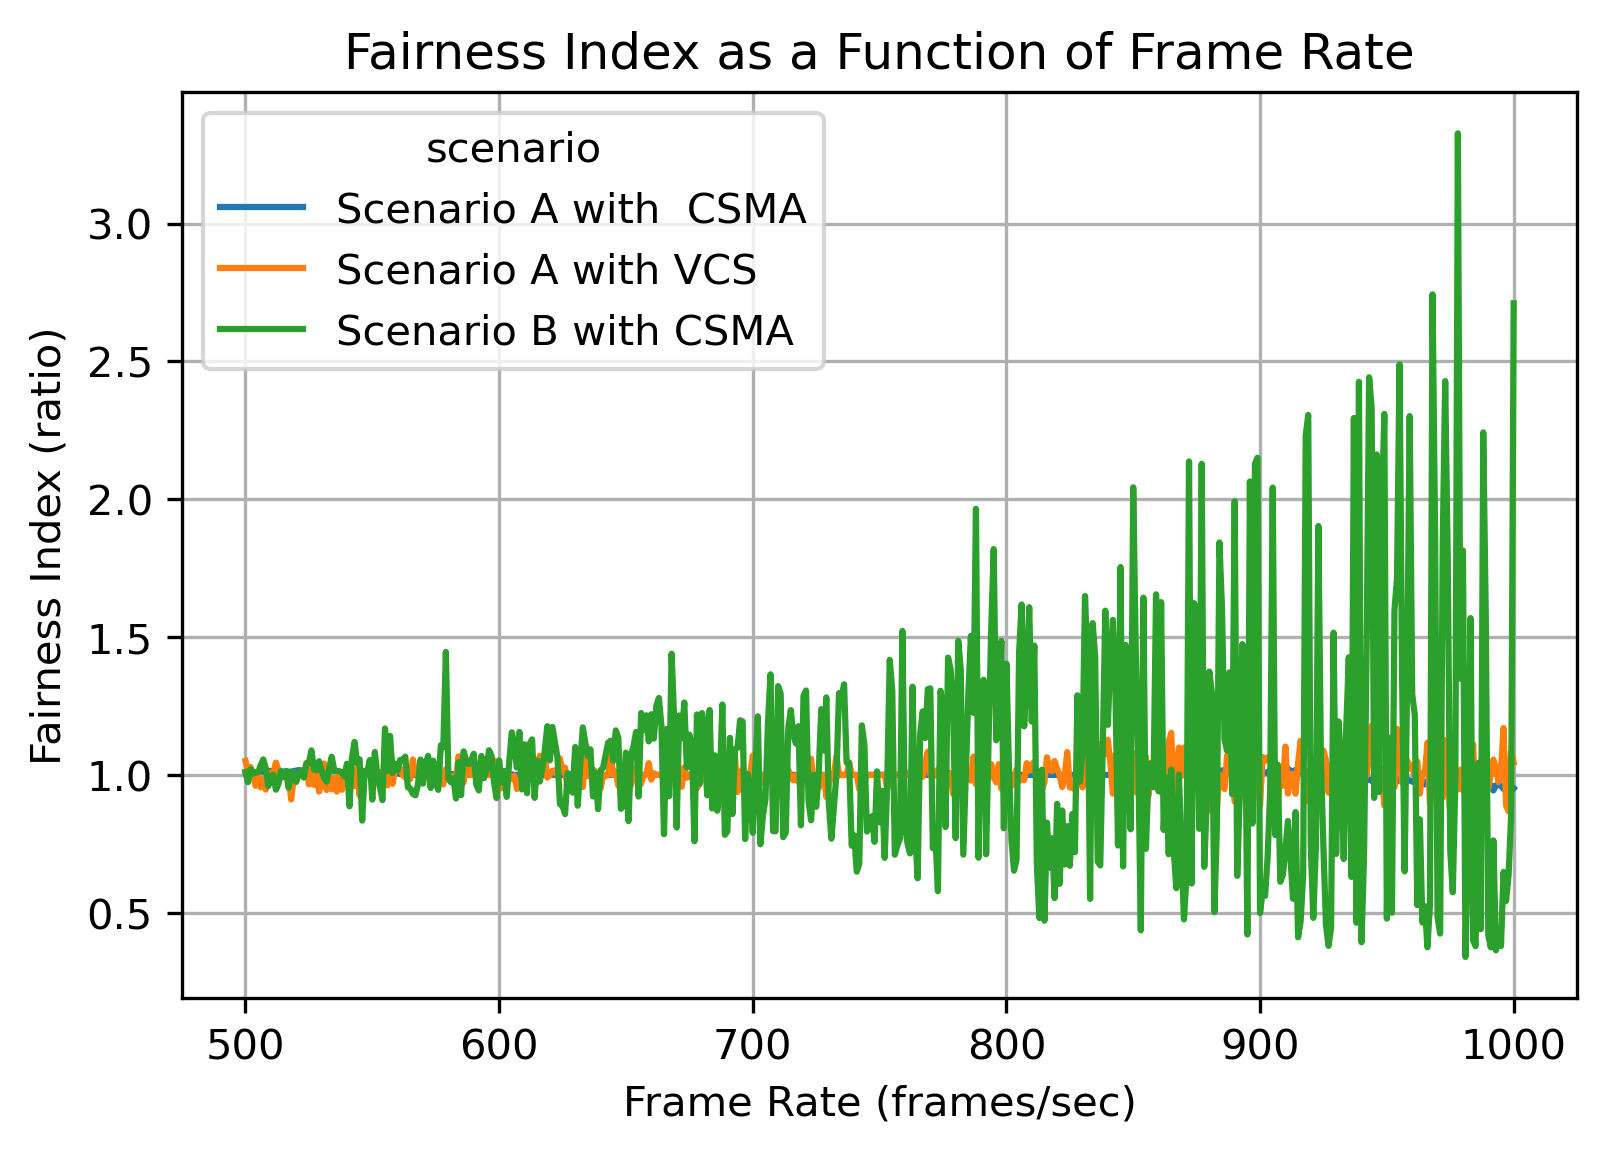 Fairness Index as a Function of Frame Rate
scenario
Scenario A with  CSMA
Scenario A with VCS
Scenario B with CSMA
Fairness Index (ratio)
3.0
2.5
2.0
1.5
1.0
0.5
500 600 700 800 900 1000
Frame Rate (frames/sec)